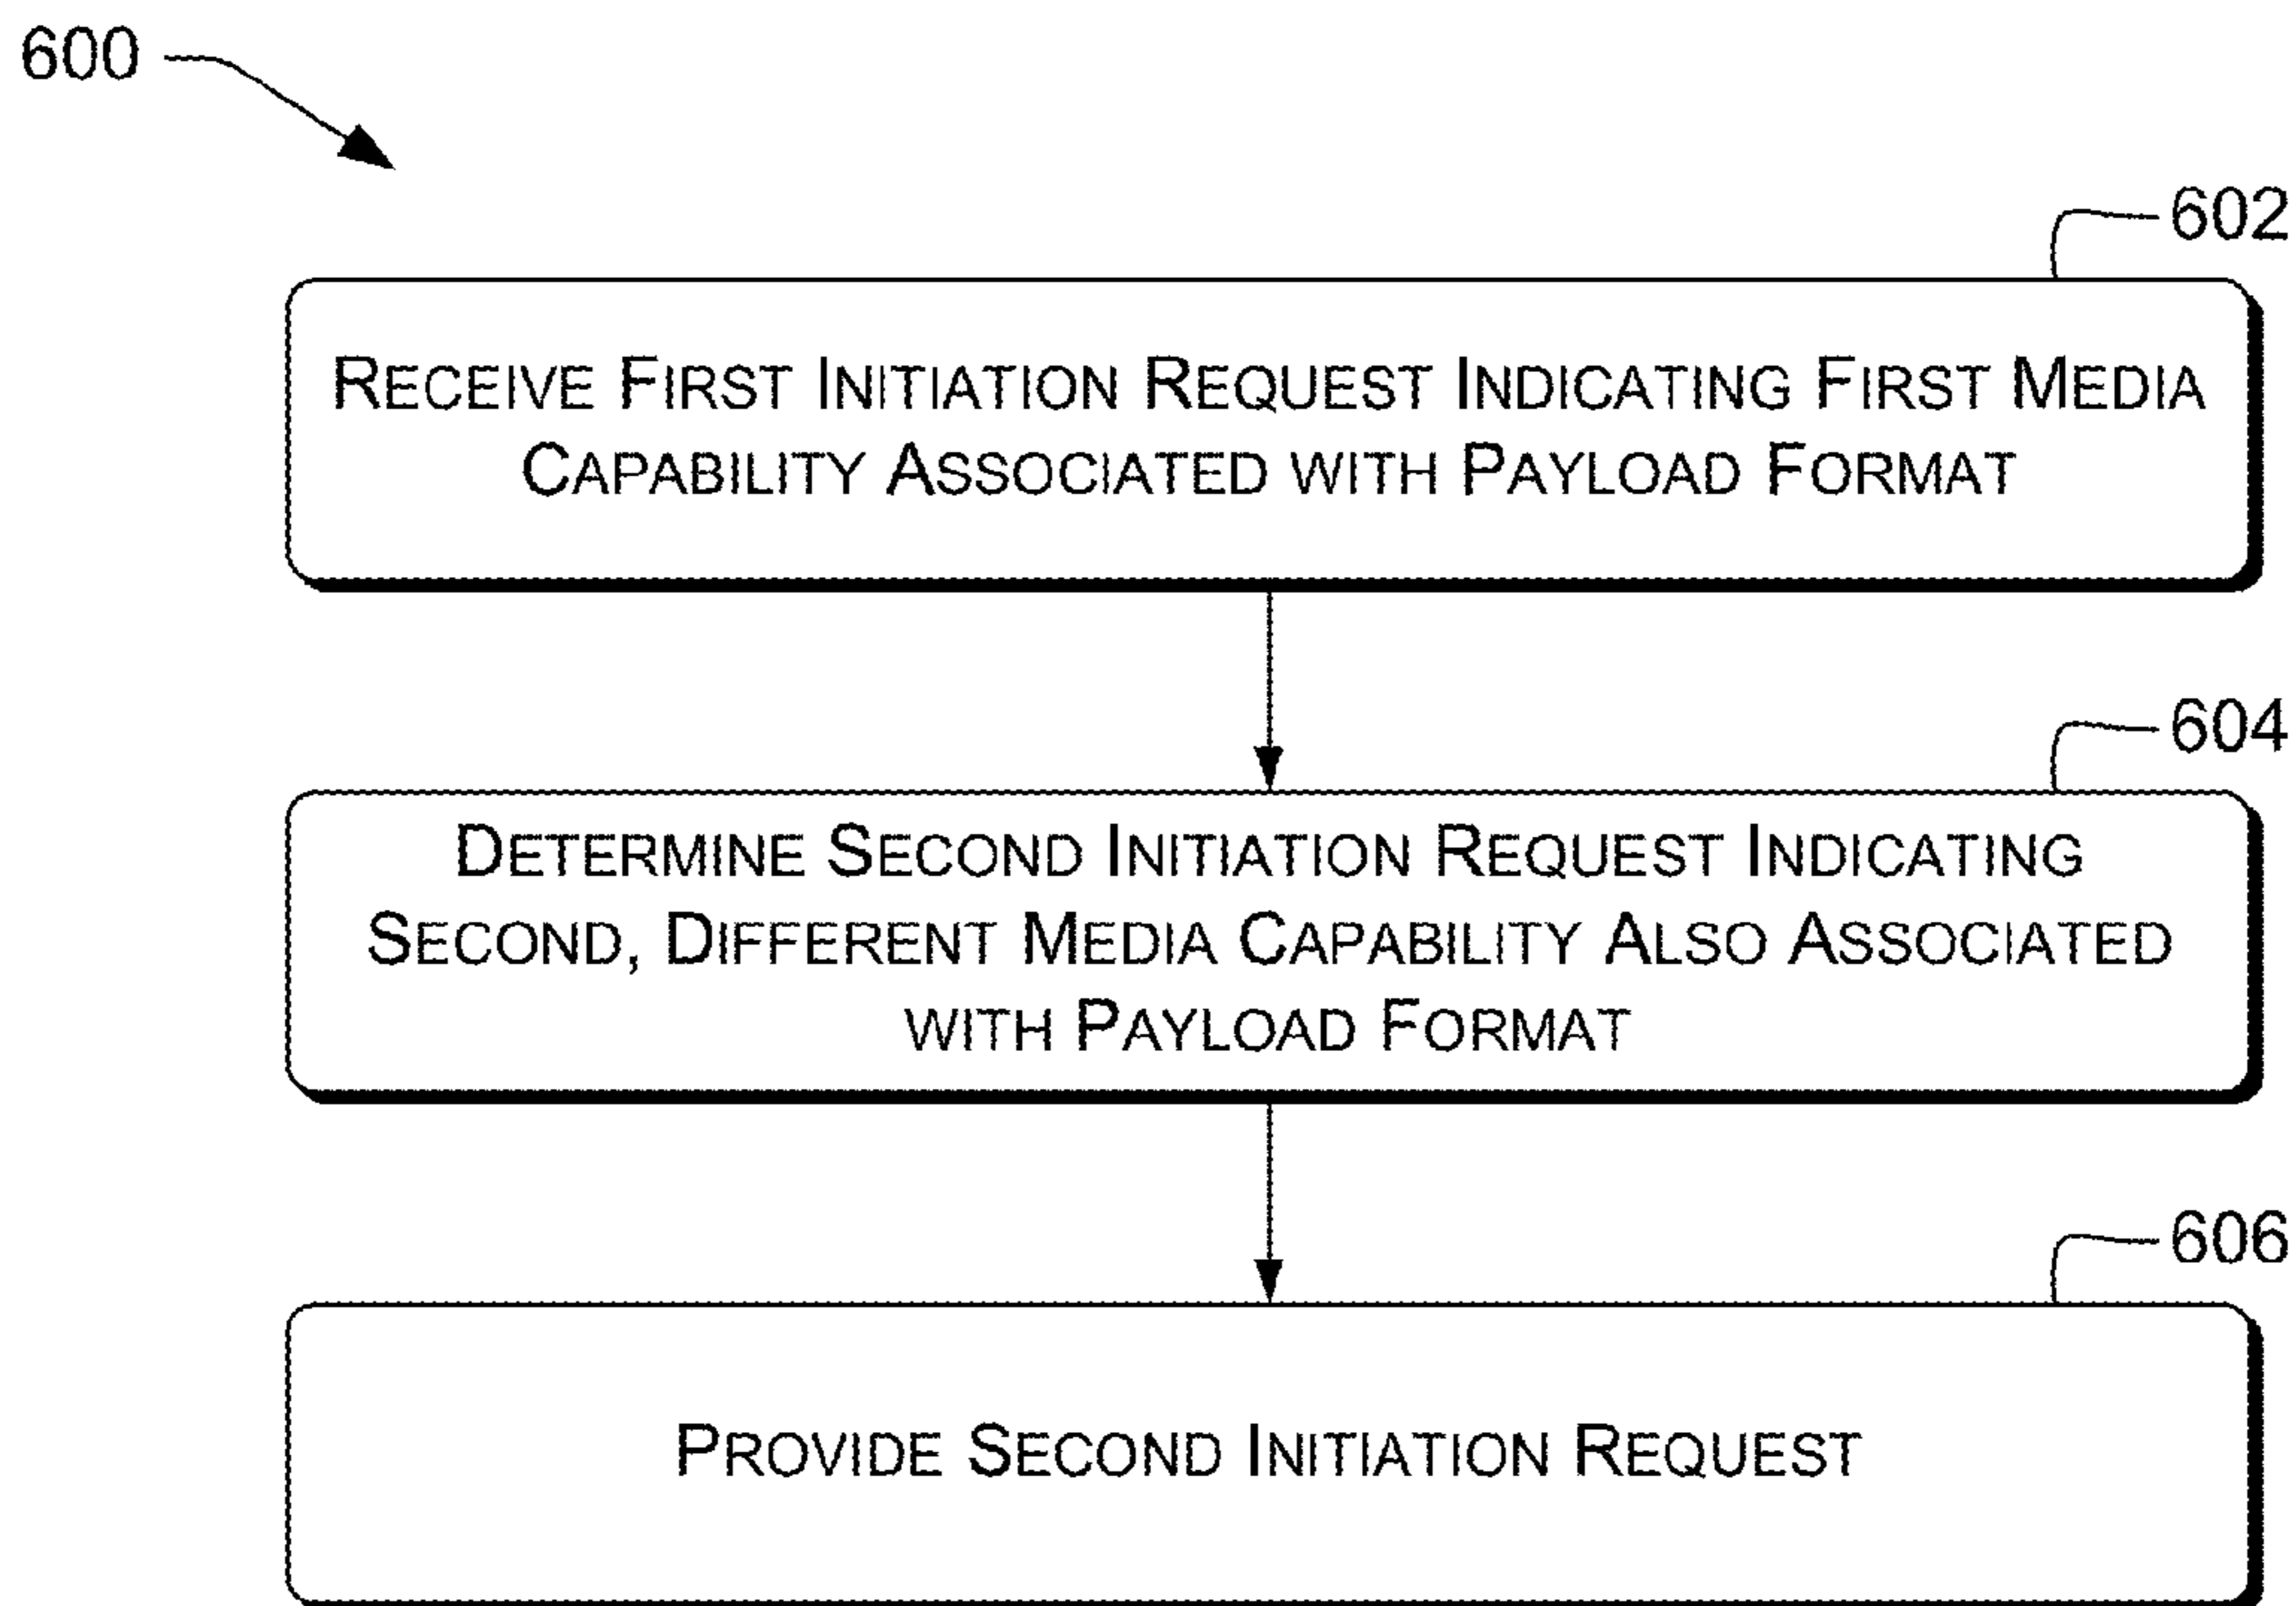 600
602
RECEIVE FIRST INITIATION REQUEST INDICATING FIRST MEDIA
CAPABILITY ASSOCIATED WITH PAYLOAD FORMAT
604
DETERMINE SECOND INITIATION REQUEST INDICATING
SECOND, DIFFERENT MEDIA CAPABILITY ALSO ASSOCIATED
WITH PAYLOAD FORMAT
606
PROVIDE SECOND INITIATION REQUEST